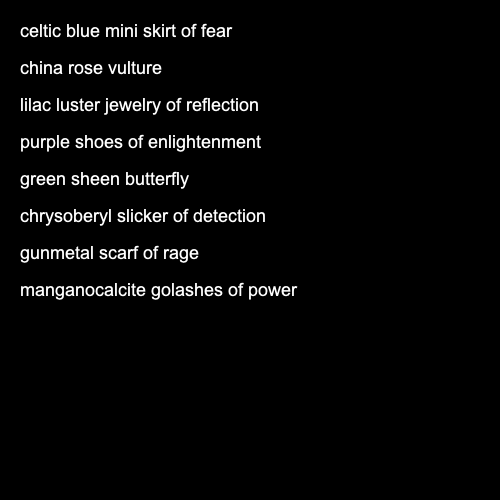 celtic blue mini skirt of fear
china rose vulture
lilac luster jewelry of reflection
purple shoes of enlightenment
green sheen butterfly
chrysoberyl slicker of detection
gunmetal scarf of rage
manganocalcite golashes of power